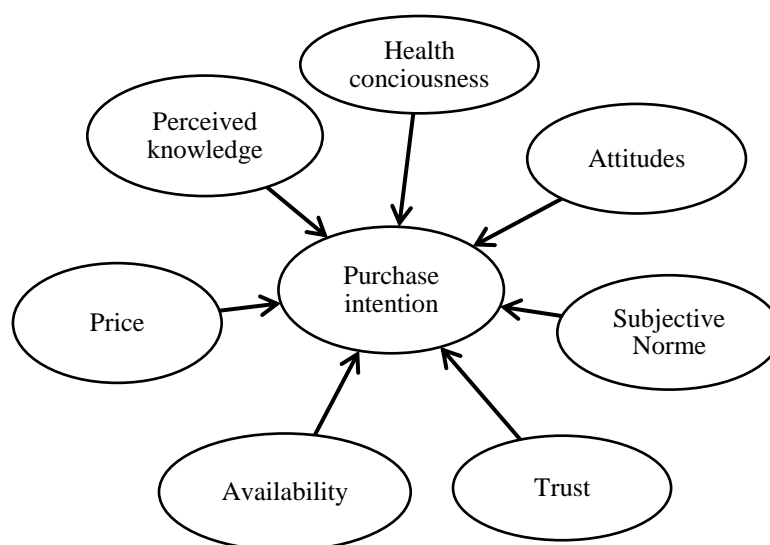 Health
conciousness
Perceived
knowledge
Attitudes
Purchase
intention
Price
Subjective
Norme
Availability
Trust